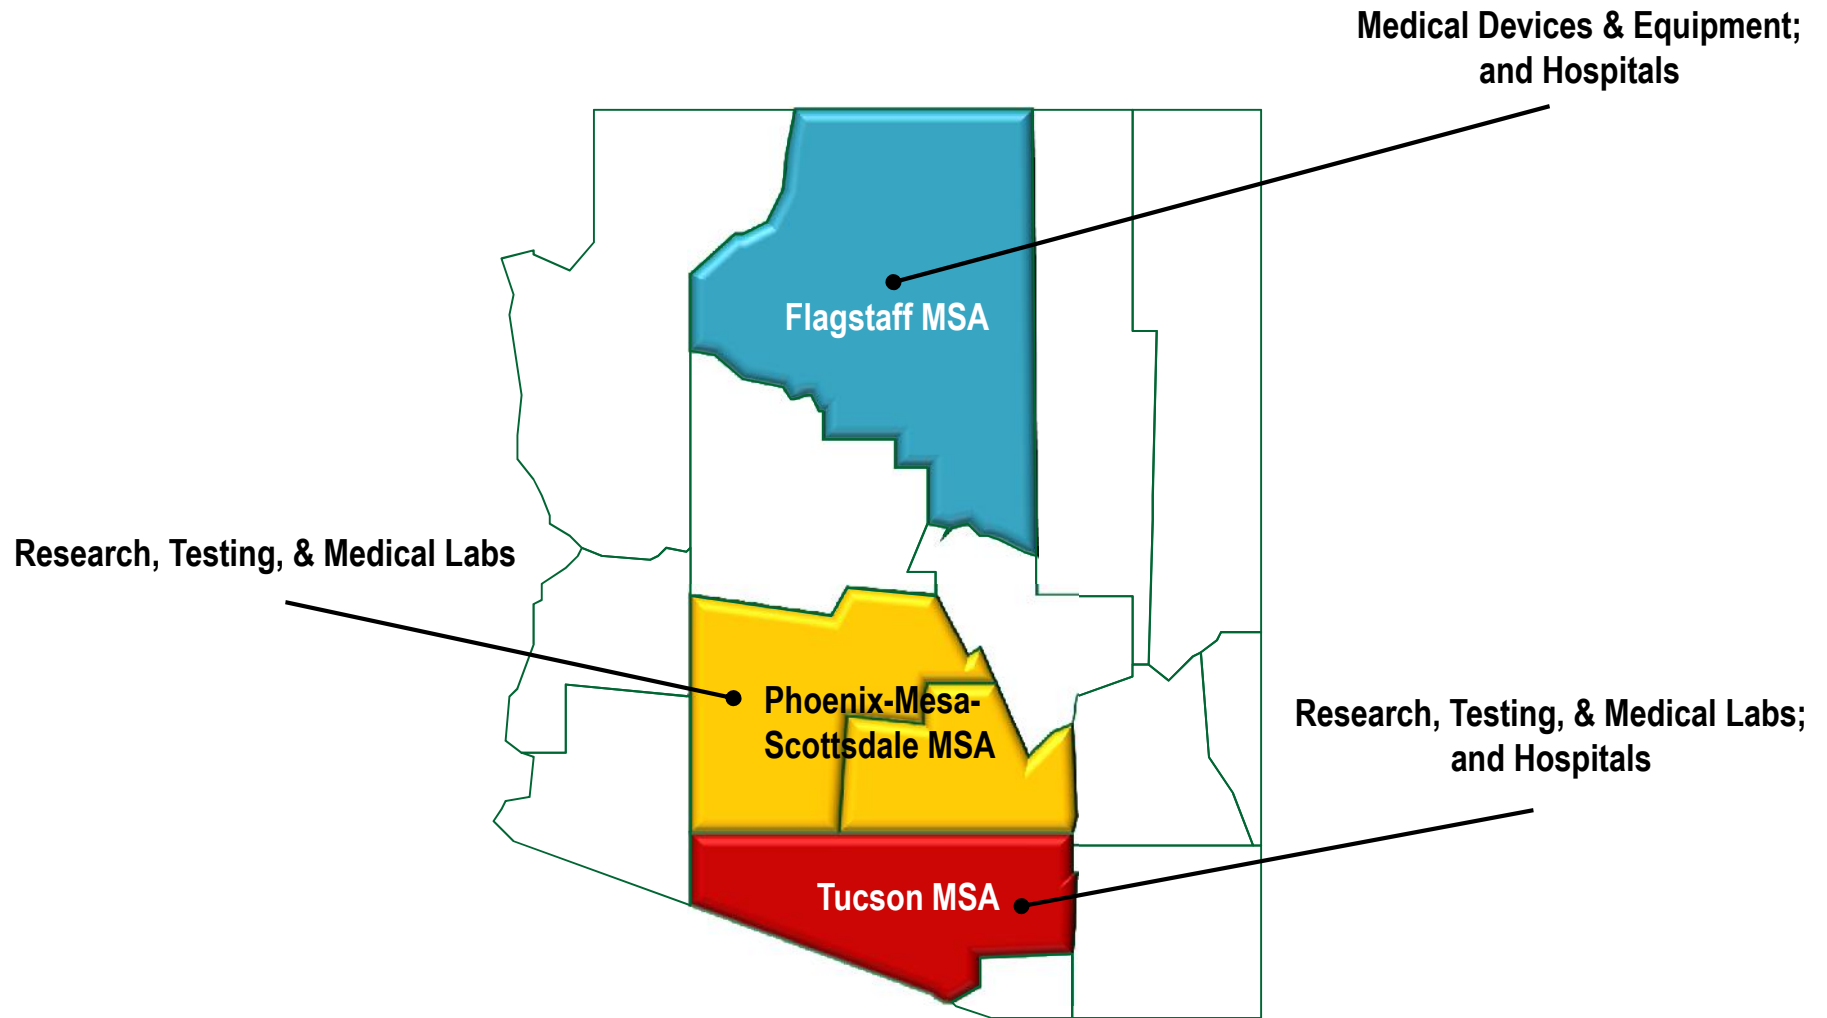 Medical Devices & Equipment;
and Hospitals
Flagstaff MSA
Research, Testing, & Medical Labs
Phoenix-Mesa-
Scottsdale MSA
Research, Testing, & Medical Labs;
and Hospitals
Tucson MSA